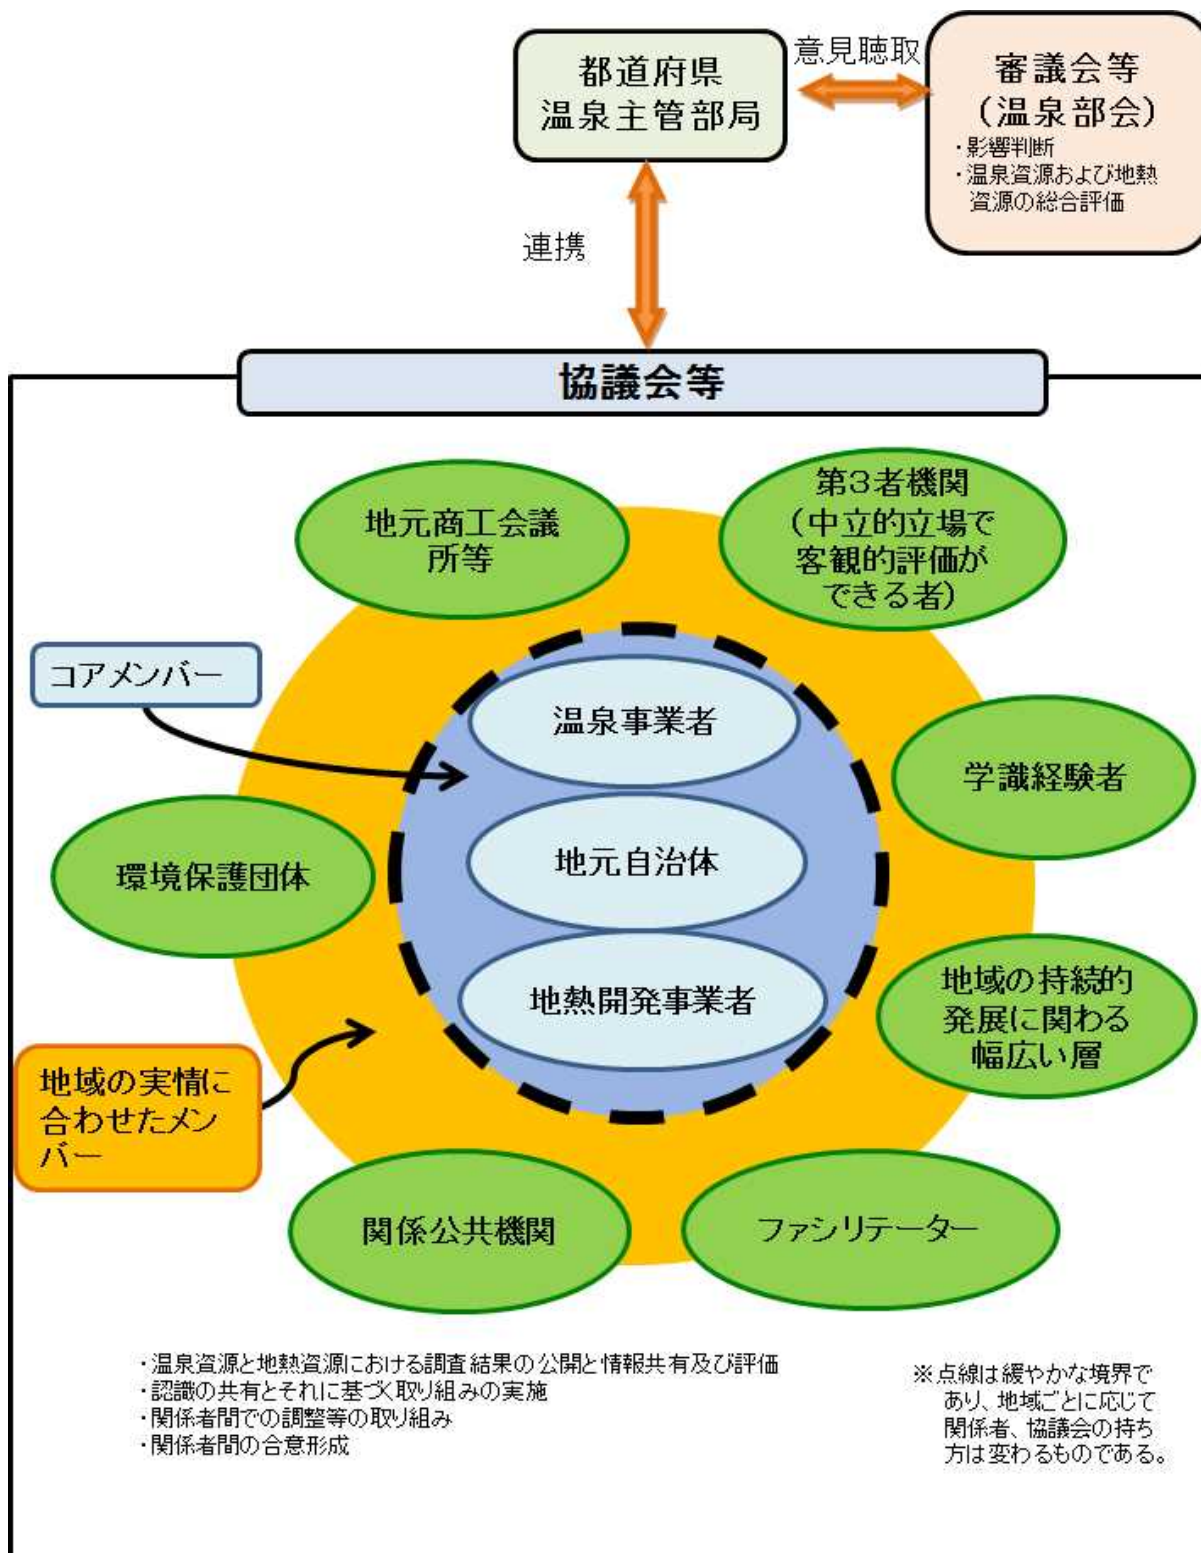 都道府県
温泉主管部局
意見聴取
審議会等
（温泉部会）
・影響判断
・温泉資源および地熱
資源の総合評価
連携
協議会等
地元商工会議
所等
第3者機関
（中立的立場で
客観的評価が
できる者）
コアメンバー
温泉事業者
学識経験者
地元自治体
環境保護団体
地熱開発事業者
地域の持続的
発展に関わる
幅広い層
地域の実情に
合わせたメン
バー
関係公共機関
ファシリテーター
・温泉資源と地熱資源における調査結果の公開と情報共有及び評価
・認識の共有とそれに基づく取り組みの実施
・関係者間での調整等の取り組み
・関係者間の合意形成
※点線は緩やかな境界で
あり、地域ごとに応じて
関係者、協議会の持ち
方は変わるものである。